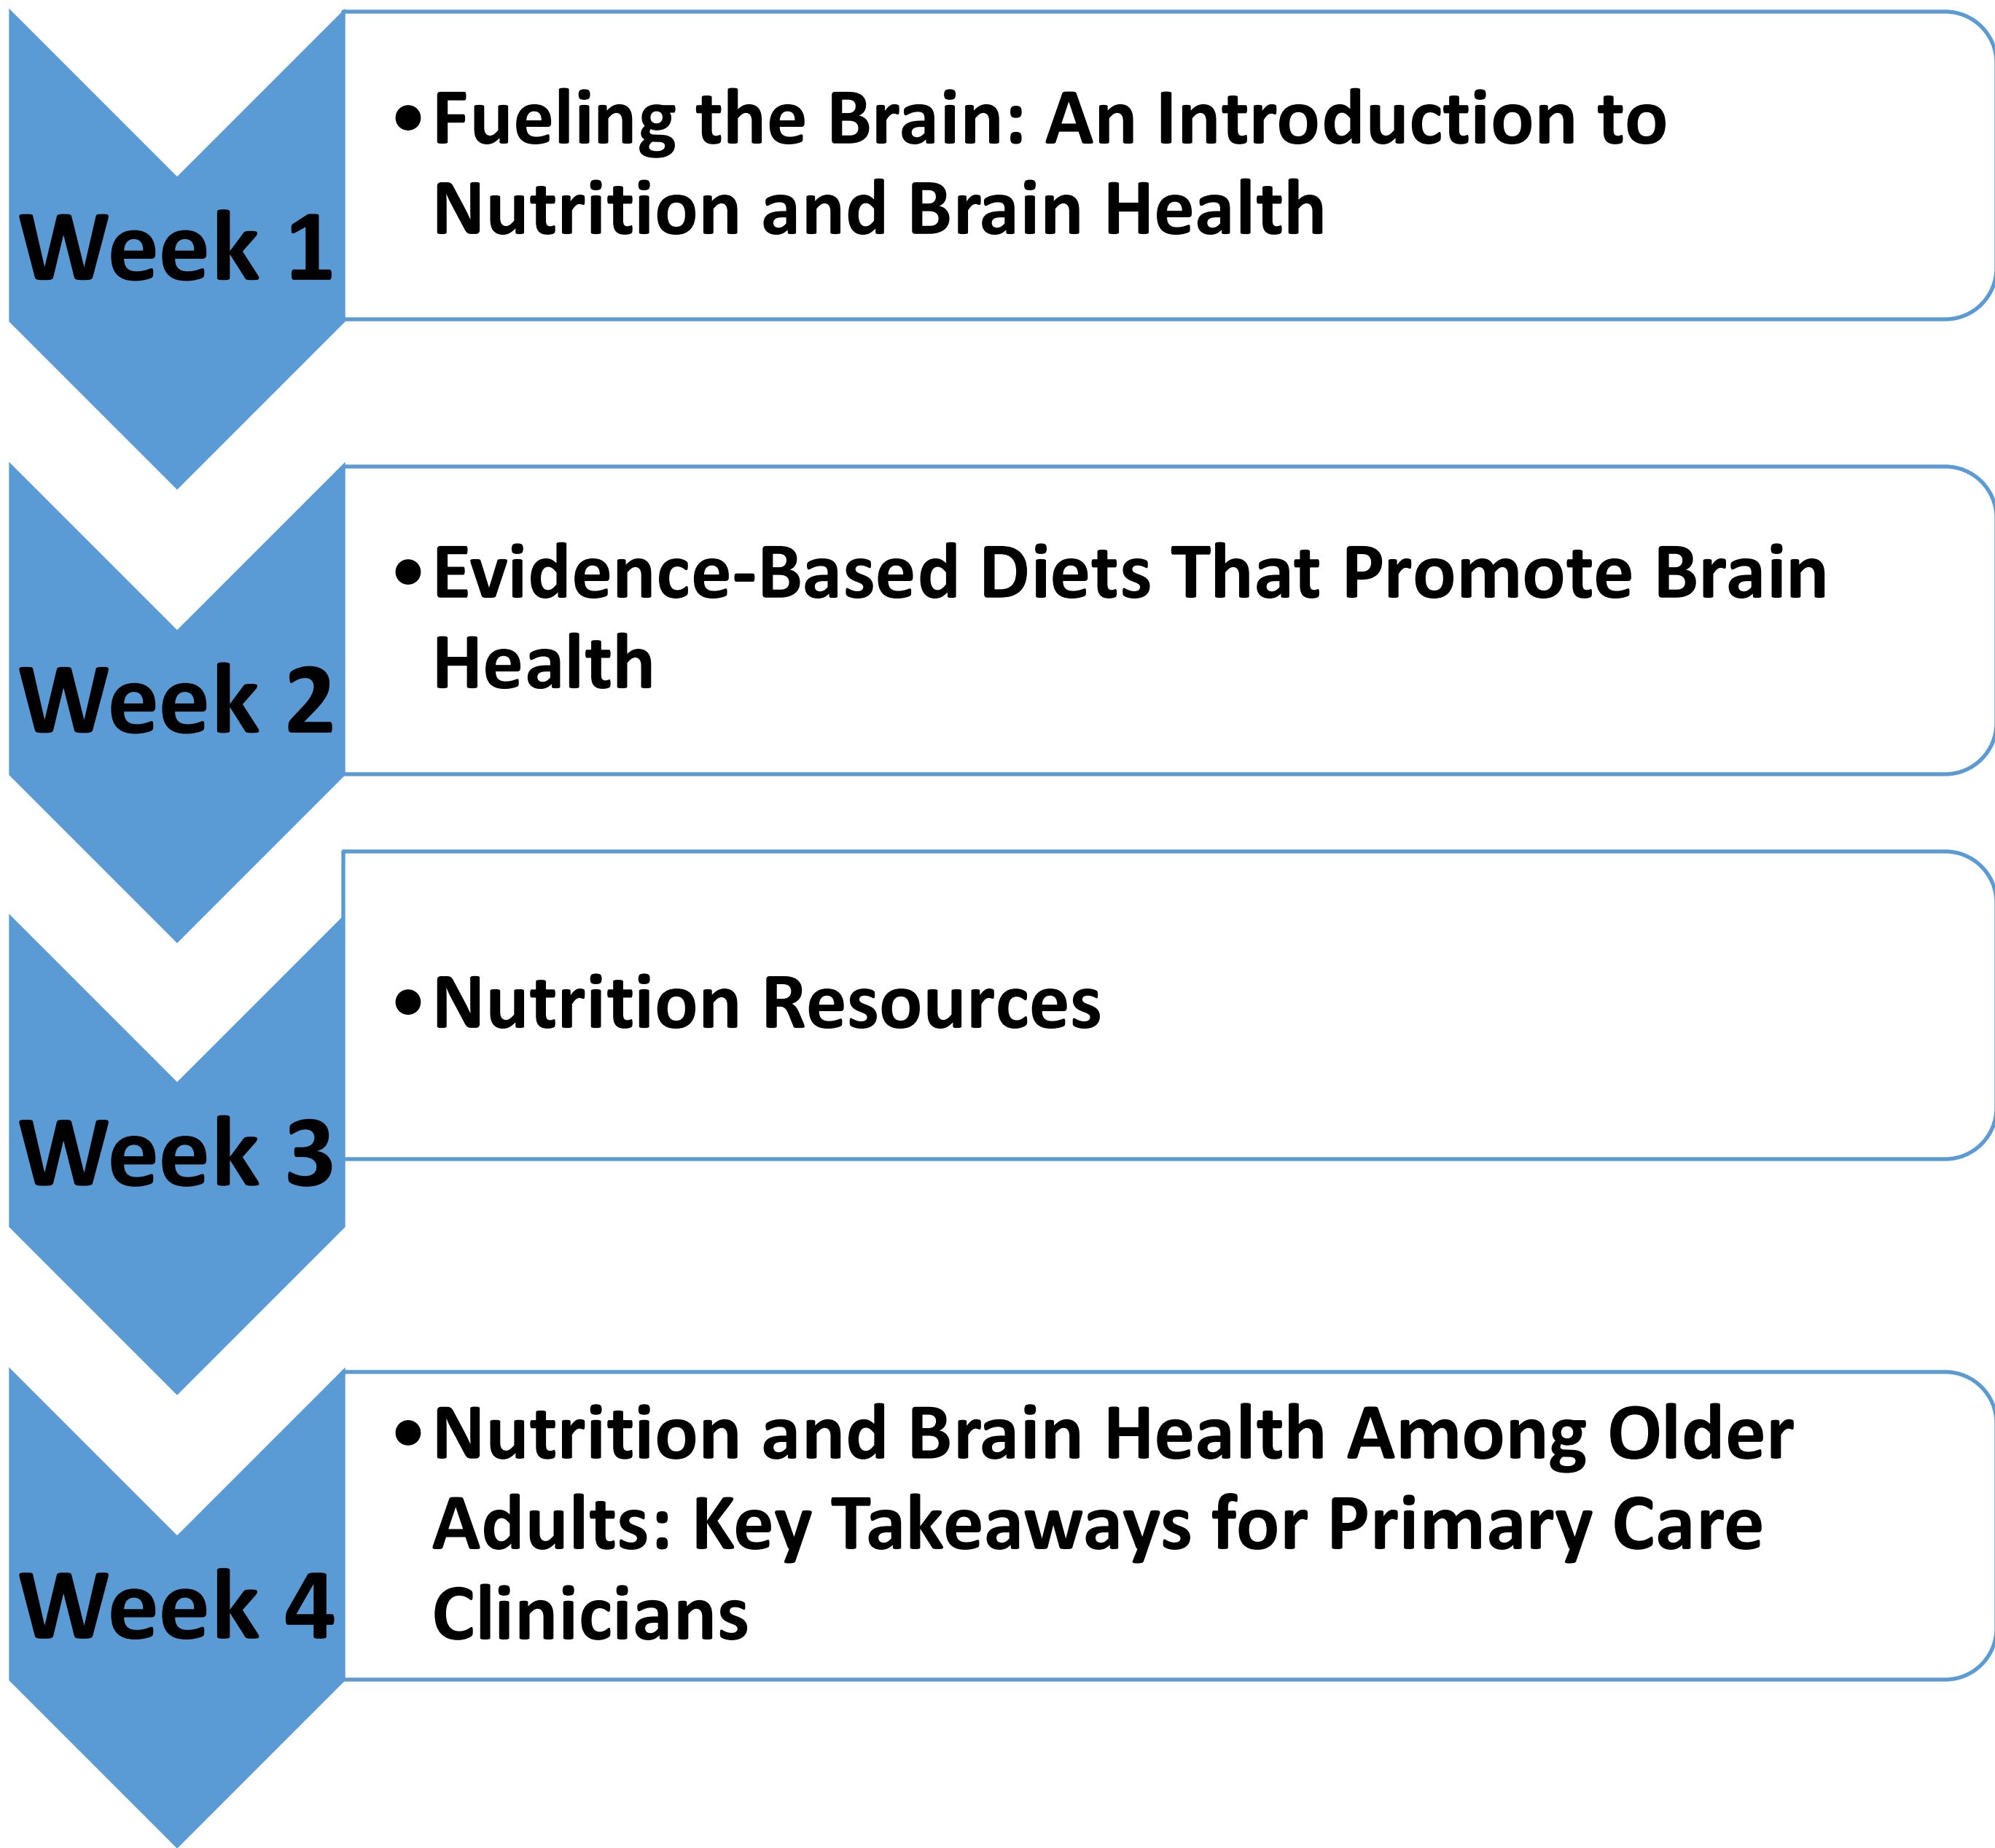 Week 1
• Fueling the Brain: An Introduction to
Nutrition and Brain Health
Week 2
• Evidence-Based Diets That Promote Brain
Health
Week 3
• Nutrition Resources
Week 4
• Nutrition and Brain Health Among Older
Adults: Key Takeaways for Primary Care
Clinicians